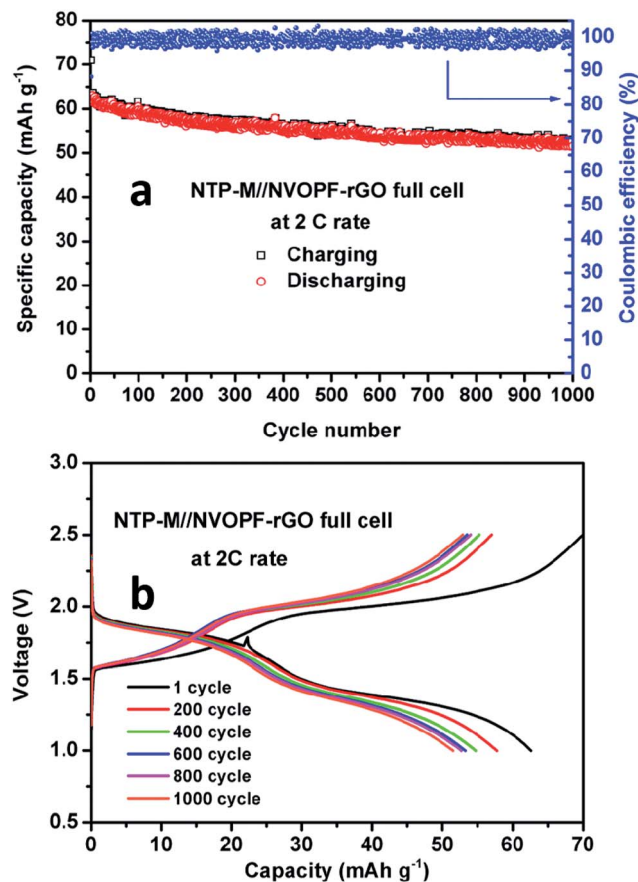 a
80
70
60
50
40
30
20
10
0
Specific capacity (mAh g⁻¹)
100
90
80
70
60
50
40
30
20
10
0
Coulombic efficiency (%)
NTP-M//NVOPF-rGO full cell
at 2 C rate
Charging
Discharging
0 100 200 300 400 500 600 700 800 900 1000
Cycle number
b
3.0
2.5
2.0
1.5
1.0
0.5
Voltage (V)
NTP-M//NVOPF-rGO full cell
at 2C rate
1 cycle
200 cycle
400 cycle
600 cycle
800 cycle
1000 cycle
0 10 20 30 40 50 60 70
Capacity (mAh g⁻¹)